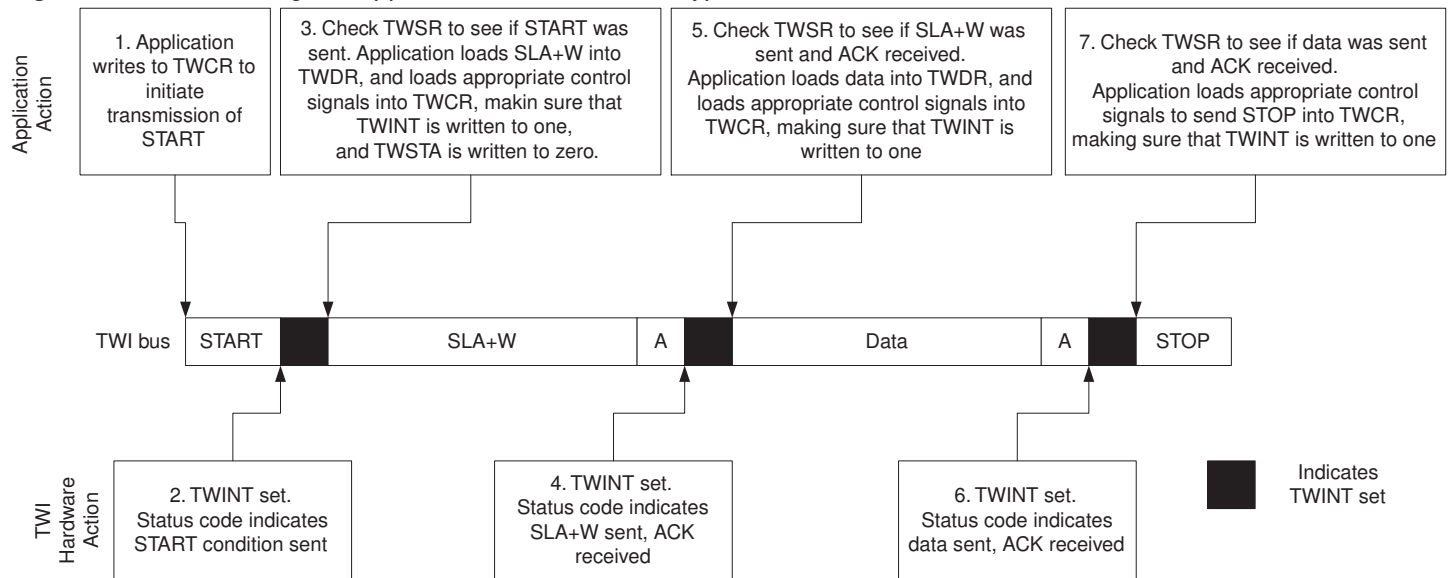 Application
Action
1. Application
writes to TWCR to
initiate
transmission of
START
3. Check TWSR to see if START was
sent. Application loads SLA+W into
TWDR, and loads appropriate control
signals into TWCR, makin sure that
TWINT is written to one,
and TWSTA is written to zero.
5. Check TWSR to see if SLA+W was
sent and ACK received.
Application loads data into TWDR, and
loads appropriate control signals into
TWCR, making sure that TWINT is
written to one
7. Check TWSR to see if data was sent
and ACK received.
Application loads appropriate control
signals to send STOP into TWCR,
making sure that TWINT is written to one
TWI bus
START
SLA+W
A
Data
A
STOP
TWI
Hardware
Action
2. TWINT set.
Status code indicates
START condition sent
4. TWINT set.
Status code indicates
SLA+W sent, ACK
received
6. TWINT set.
Status code indicates
data sent, ACK received
Indicates
TWINT set